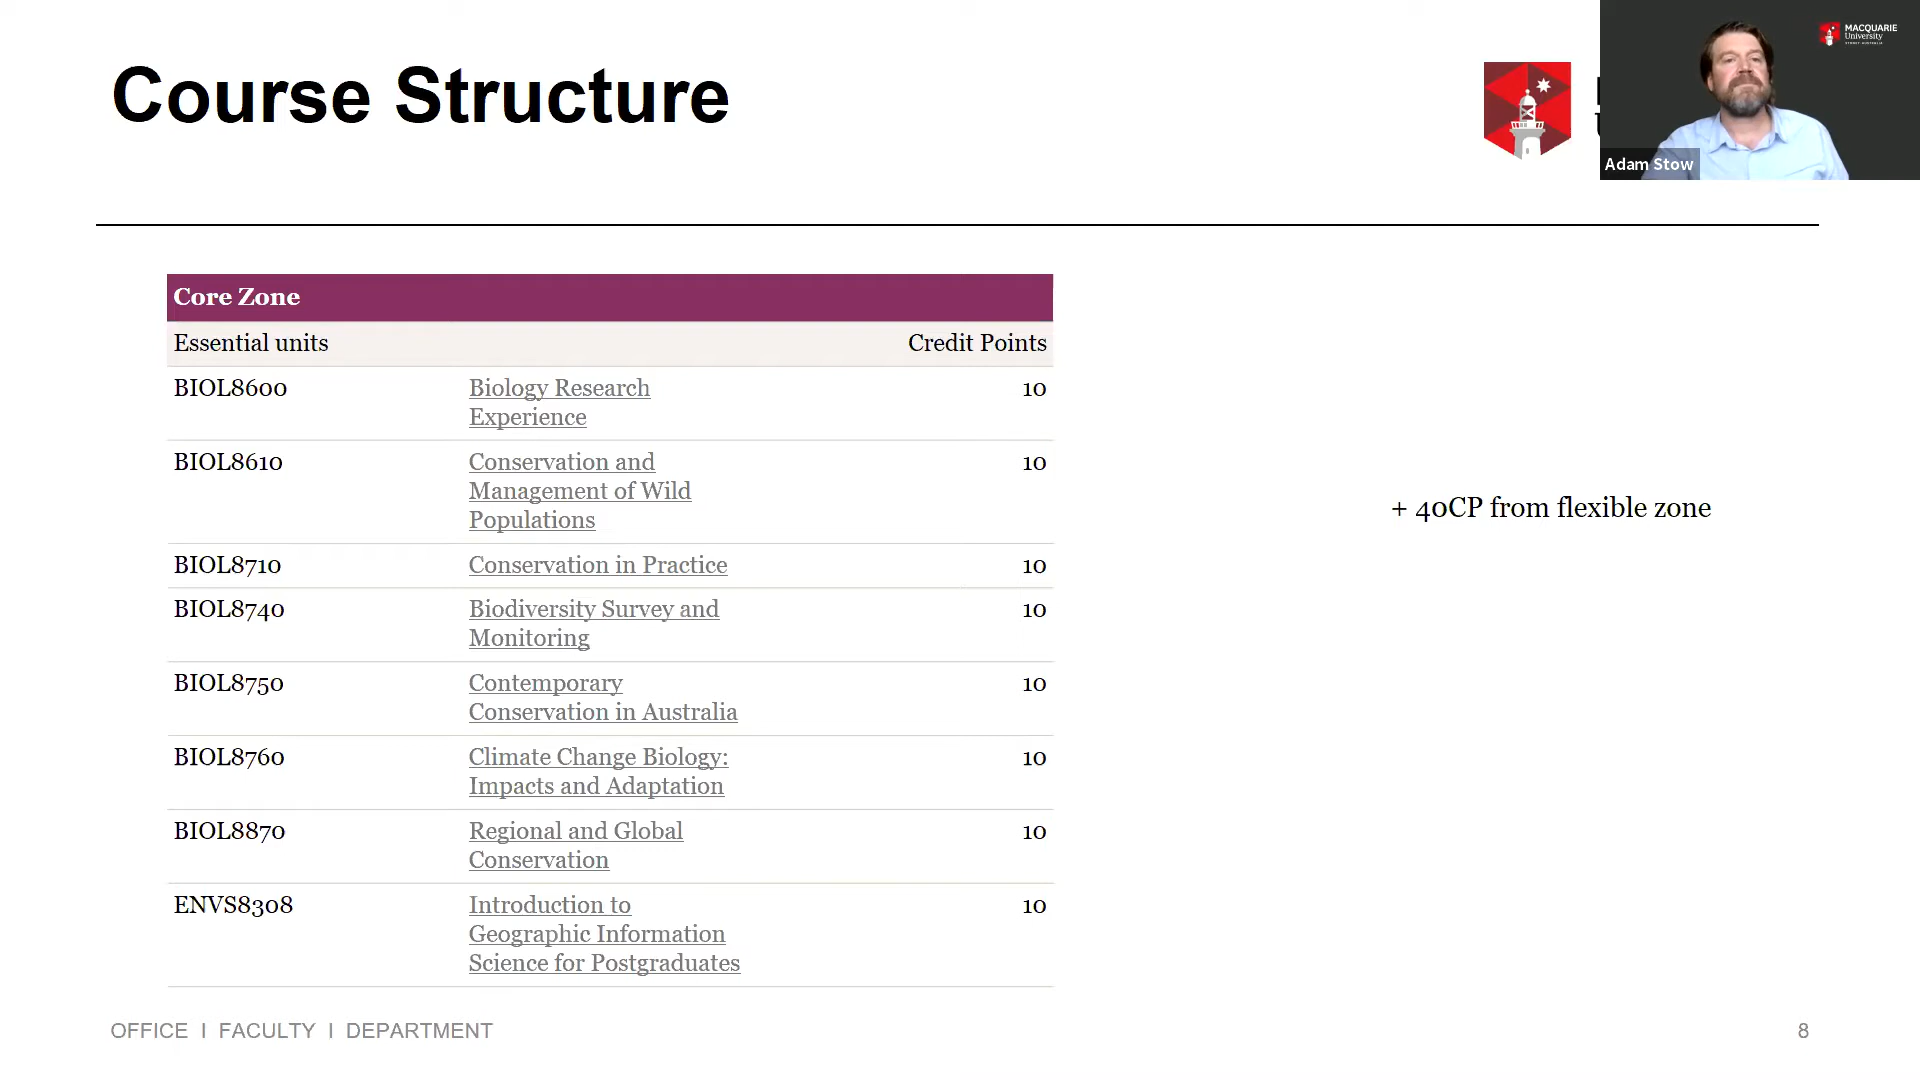 Course Structure
MACQUARIE
University
SYDNEY·AUSTRALIA
Adam Stow
Core Zone
Essential units Credit Points
BIOL8600 Biology Research 10
Experience
BIOL8610 Conservation and 10
Management of Wild
Populations
BIOL8710 Conservation in Practice 10
BIOL8740 Biodiversity Survey and 10
Monitoring
BIOL8750 Contemporary 10
Conservation in Australia
BIOL8760 Climate Change Biology: 10
Impacts and Adaptation
BIOL8870 Regional and Global 10
Conservation
ENVS8308 Introduction to 10
Geographic Information
Science for Postgraduates
+ 40CP from flexible zone
OFFICE I FACULTY I DEPARTMENT
8